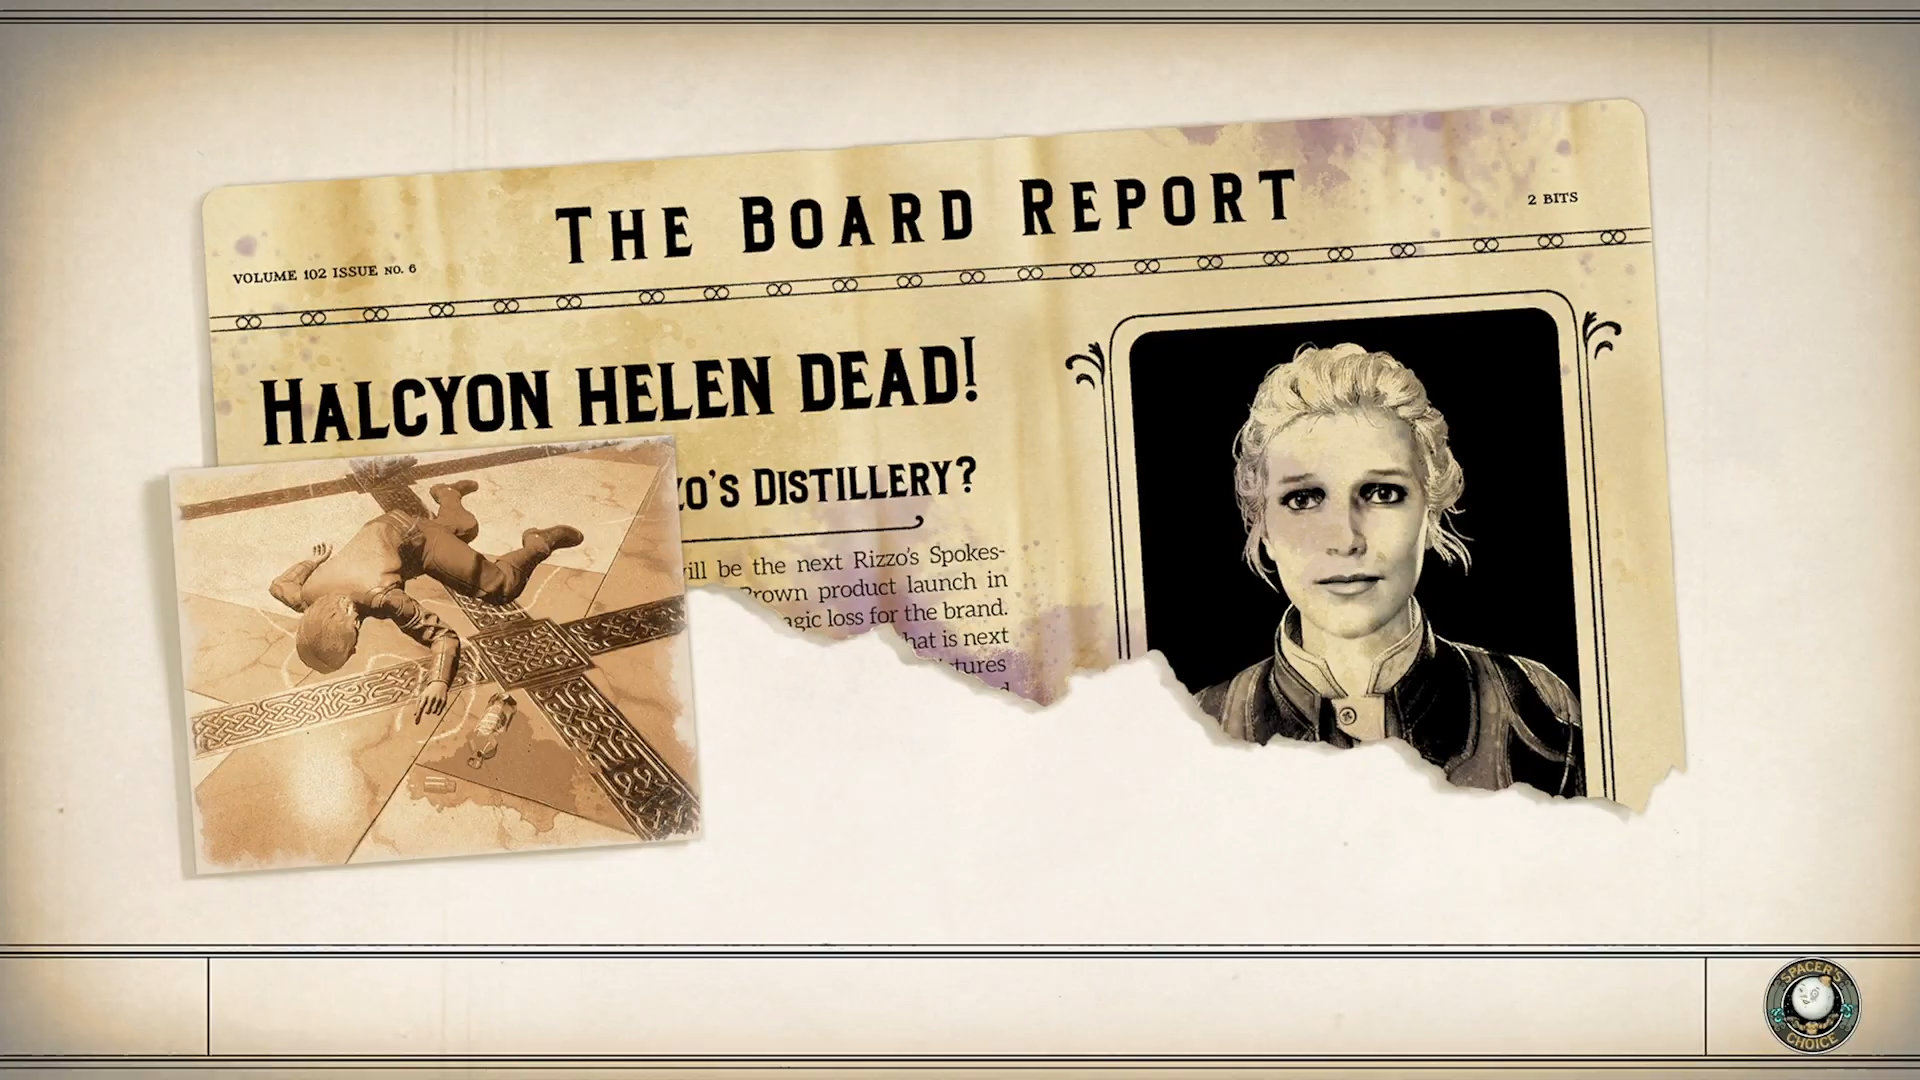 THE BOARD REPORT
2 BITS
VOLUME 102 ISSUE NO. 6
HALCYON HELEN DEAD!
ZO'S DISTILLERY?
will be the next Rizzo's Spokes-
Brown product launch in
agic loss for the brand.
hat is next
tures
SPACER'S
CHOICE